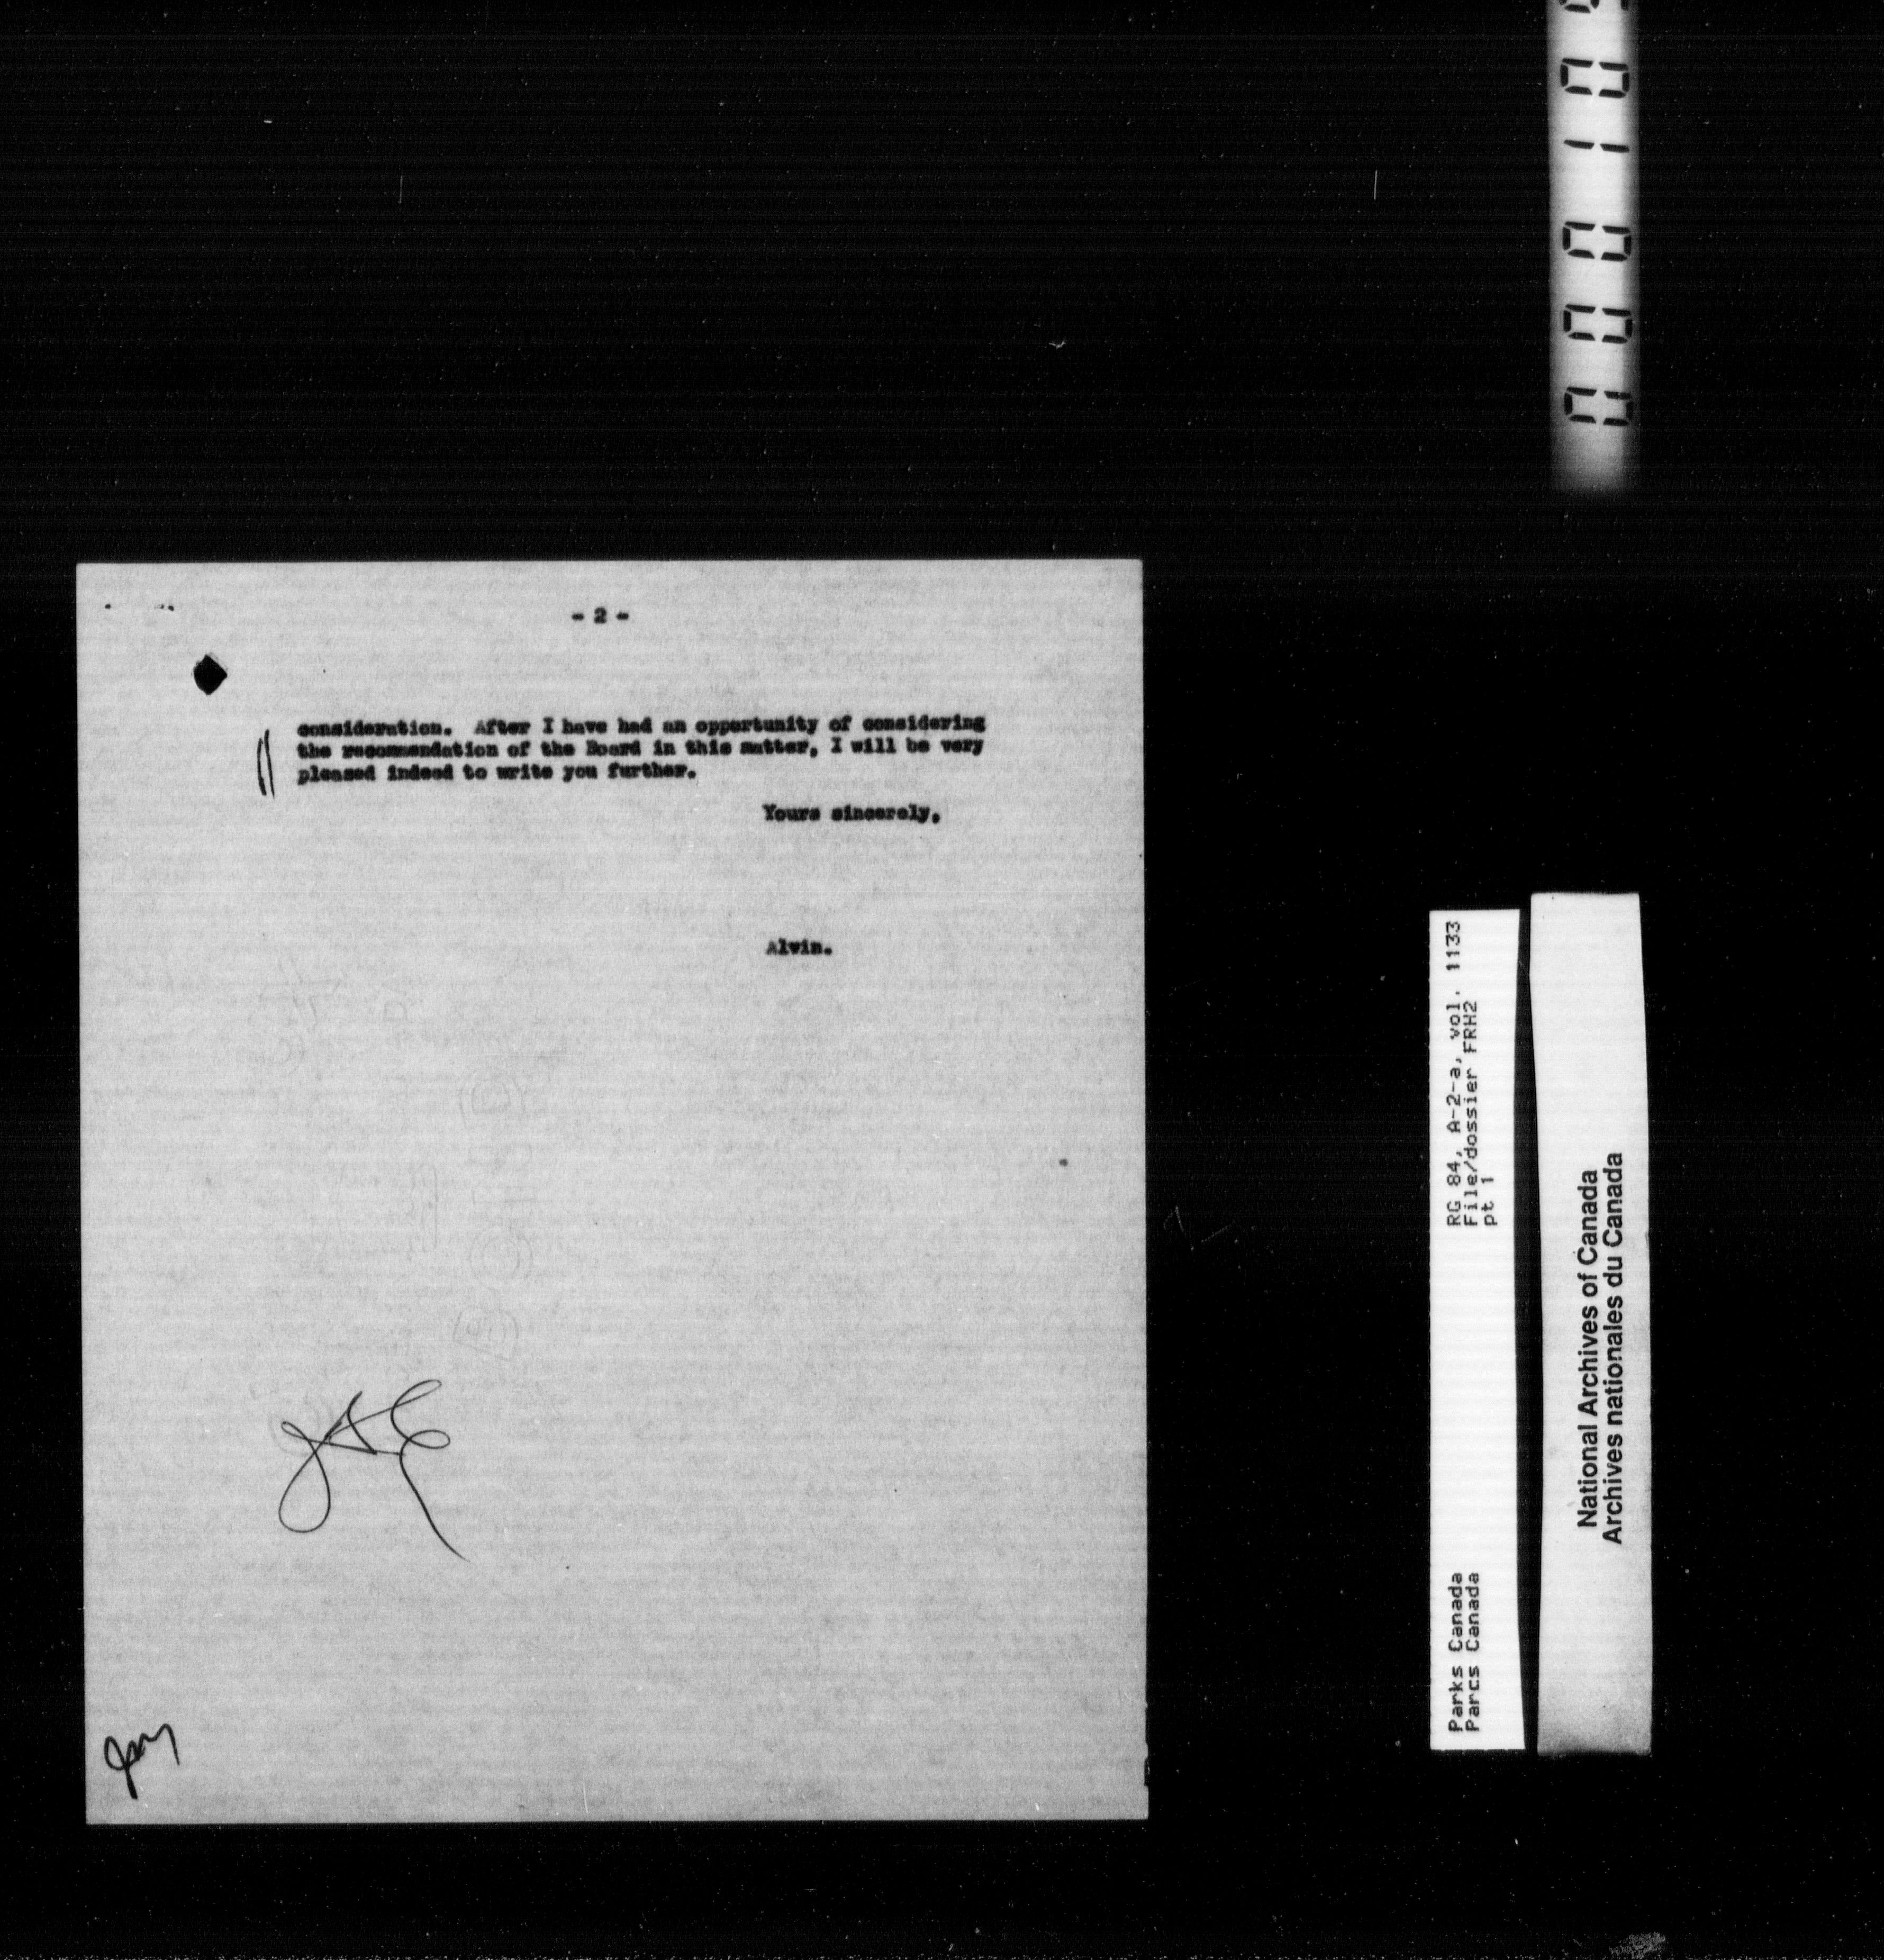 - 2 -
consideration. After I have had an opportunity of considering
the recommendation of the Board in this matter, I will be very
pleased indeed to write you further.
Yours sincerely,
Alvin.
RG 84, A-2-a, vol. 1133
File/dossier FRH2
pt 1
Parks Canada
Parcs Canada
National Archives of Canada
Archives nationales du Canada